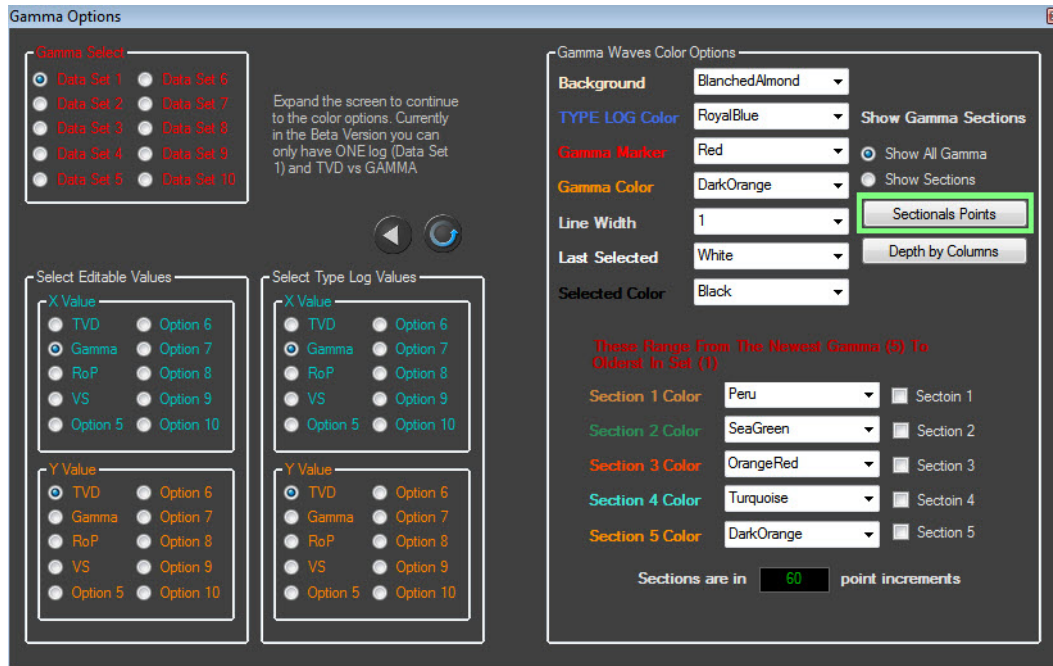 Gamma Options
Gamma Select
Data Set 1 Data Set 6
Data Set 2 Data Set 7
Data Set 3 Data Set 8
Data Set 4 Data Set 9
Data Set 5 Data Set 10
Expand the screen to continue
to the color options. Currently
in the Beta Version you can
only have ONE log (Data Set
1) and TVD vs GAMMA
Select Editable Values
X Value
TVD Option 6
Gamma Option 7
RoP Option 8
VS Option 9
Option 5 Option 10
Y Value
TVD Option 6
Gamma Option 7
RoP Option 8
VS Option 9
Option 5 Option 10
Select Type Log Values
X Value
TVD Option 6
Gamma Option 7
RoP Option 8
VS Option 9
Option 5 Option 10
Y Value
TVD Option 6
Gamma Option 7
RoP Option 8
VS Option 9
Option 5 Option 10
Gamma Waves Color Options
Background BlanchedAlmond
TYPE LOG Color RoyalBlue
Gamma Marker Red
Gamma Color DarkOrange
Line Width 1
Last Selected White
Selected Color Black
Show Gamma Sections
Show All Gamma
Show Sections
Sectionals Points
Depth by Columns
These Range From The Newest Gamma (5) To
Olderst In Set (1)
Section 1 Color Peru Sectoin 1
Section 2 Color SeaGreen Section 2
Section 3 Color OrangeRed Section 3
Section 4 Color Turquoise Sectoin 4
Section 5 Color DarkOrange Section 5
Sections are in 60 point increments